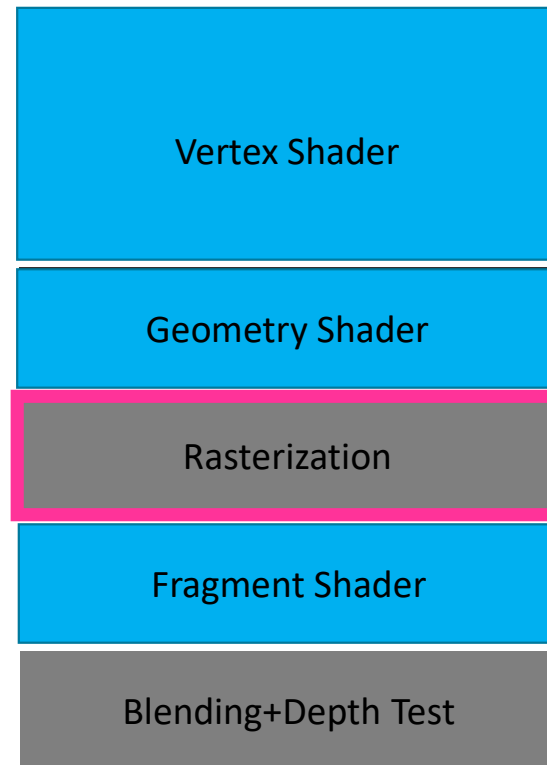 Vertex Shader
Geometry Shader
Rasterization
Fragment Shader
Blending+Depth Test